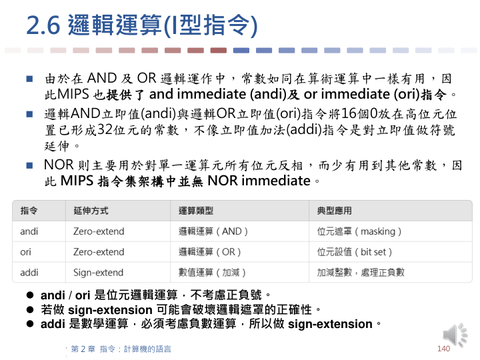 2.6 邏輯運算(I型指令)
■ 由於在 AND 及 OR 邏輯運作中，常數如同在算術運算中一樣有用，因
此MIPS 也提供了 and immediate (andi)及 or immediate (ori)指令。
■ 邏輯AND立即值(andi)與邏輯OR立即值(ori)指令將16個0放在高位元位
置已形成32位元的常數，不像立即值加法(addi)指令是對立即值做符號
延伸。
■ NOR 則主要用於對單一運算元所有位元反相，而少有用到其他常數，因
此 MIPS 指令集架構中並無 NOR immediate。
指令 延伸方式 運算類型 典型應用
andi Zero-extend 邏輯運算（AND） 位元遮罩（masking）
ori Zero-extend 邏輯運算（OR） 位元設值（bit set）
addi Sign-extend 數值運算（加減） 加減整數，處理正負數
● andi / ori 是位元邏輯運算，不考慮正負號。
● 若做 sign-extension 可能會破壞邏輯遮罩的正確性。
● addi 是數學運算，必須考慮負數運算，所以做 sign-extension。
第 2 章 指令：計算機的語言 140